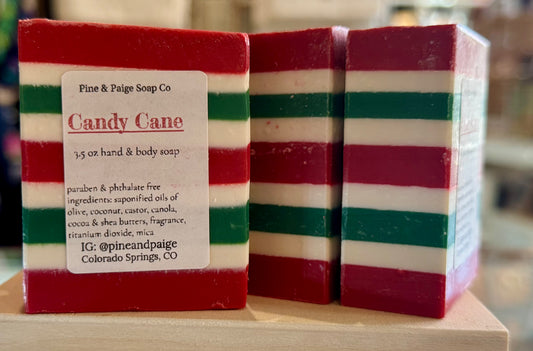 Pine & Paige Soap Co
Candy Cane
3.5 oz hand & body soap
paraben & phthalate free
ingredients: saponified oils of
olive, coconut, castor, canola,
cocoa & shea butters, fragrance,
titanium dioxide, mica
IG: @pineandpaige
Colorado Springs, CO